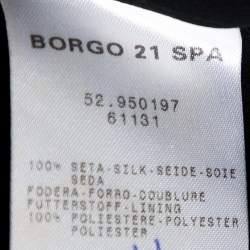 BORGO 21 SPA
52.950197
61131
100% SETA-SILK-SEIDE-SOIE
SEDA
FODERA-FORRO-DOUBLURE
FUTTERSTOFF-LINING
100% POLIESTERE-POLYESTER
POLIESTER